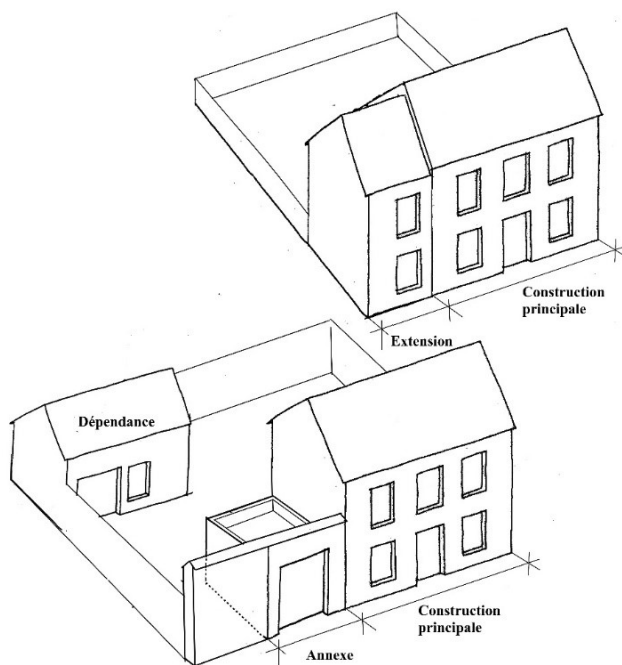 Construction
principale
Extension
Dépendance
Construction
principale
Annexe